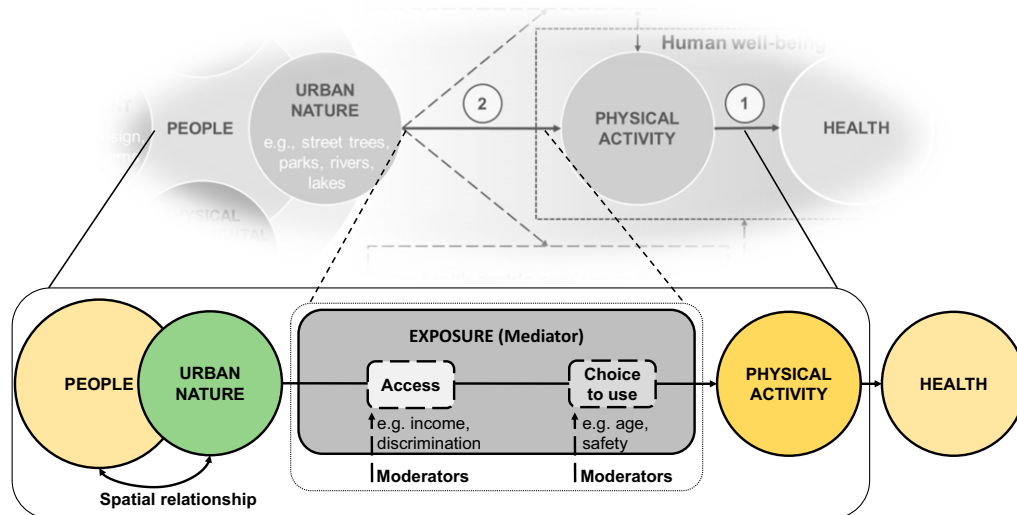 Human well-being
URBAN
NATURE
e.g., street trees,
parks, rivers,
lakes
PEOPLE
2
PHYSICAL
ACTIVITY
1
HEALTH
PHYSICAL
EXPOSURE (Mediator)
PEOPLE
URBAN
NATURE
Access
Choice
to use
PHYSICAL
ACTIVITY
HEALTH
e.g. income,
discrimination
e.g. age,
safety
Moderators
Moderators
Spatial relationship